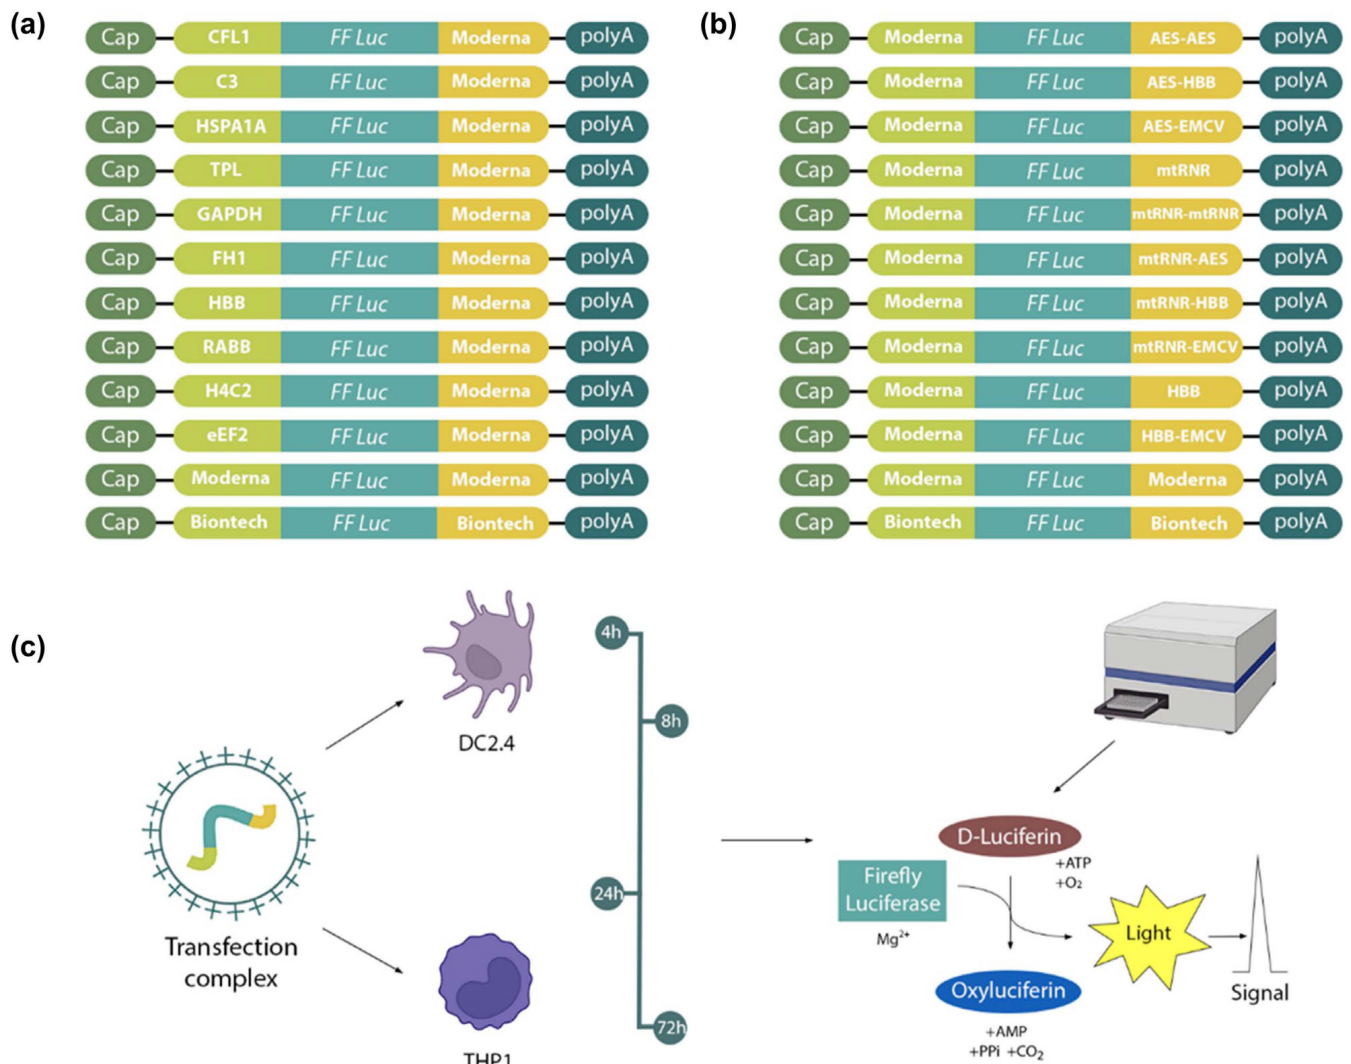 (a)
Cap CFL1 FF Luc Moderna polyA
Cap C3 FF Luc Moderna polyA
Cap HSPA1A FF Luc Moderna polyA
Cap TPL FF Luc Moderna polyA
Cap GAPDH FF Luc Moderna polyA
Cap FH1 FF Luc Moderna polyA
Cap HBB FF Luc Moderna polyA
Cap RABB FF Luc Moderna polyA
Cap H4C2 FF Luc Moderna polyA
Cap eEF2 FF Luc Moderna polyA
Cap Moderna FF Luc Moderna polyA
Cap Biontech FF Luc Biontech polyA
(b)
Cap Moderna FF Luc AES-AES polyA
Cap Moderna FF Luc AES-HBB polyA
Cap Moderna FF Luc AES-EMCV polyA
Cap Moderna FF Luc mtRNR polyA
Cap Moderna FF Luc mtRNR-mtRNR polyA
Cap Moderna FF Luc mtRNR-AES polyA
Cap Moderna FF Luc mtRNR-HBB polyA
Cap Moderna FF Luc mtRNR-EMCV polyA
Cap Moderna FF Luc HBB polyA
Cap Moderna FF Luc HBB-EMCV polyA
Cap Moderna FF Luc Moderna polyA
Cap Biontech FF Luc Biontech polyA
(c)
Transfection
complex
DC2.4
THP1
4h
8h
24h
72h
D-Luciferin
+ATP
+O₂
Firefly
Luciferase
Mg²⁺
Light
Signal
Oxyluciferin
+AMP
+PPi +CO₂